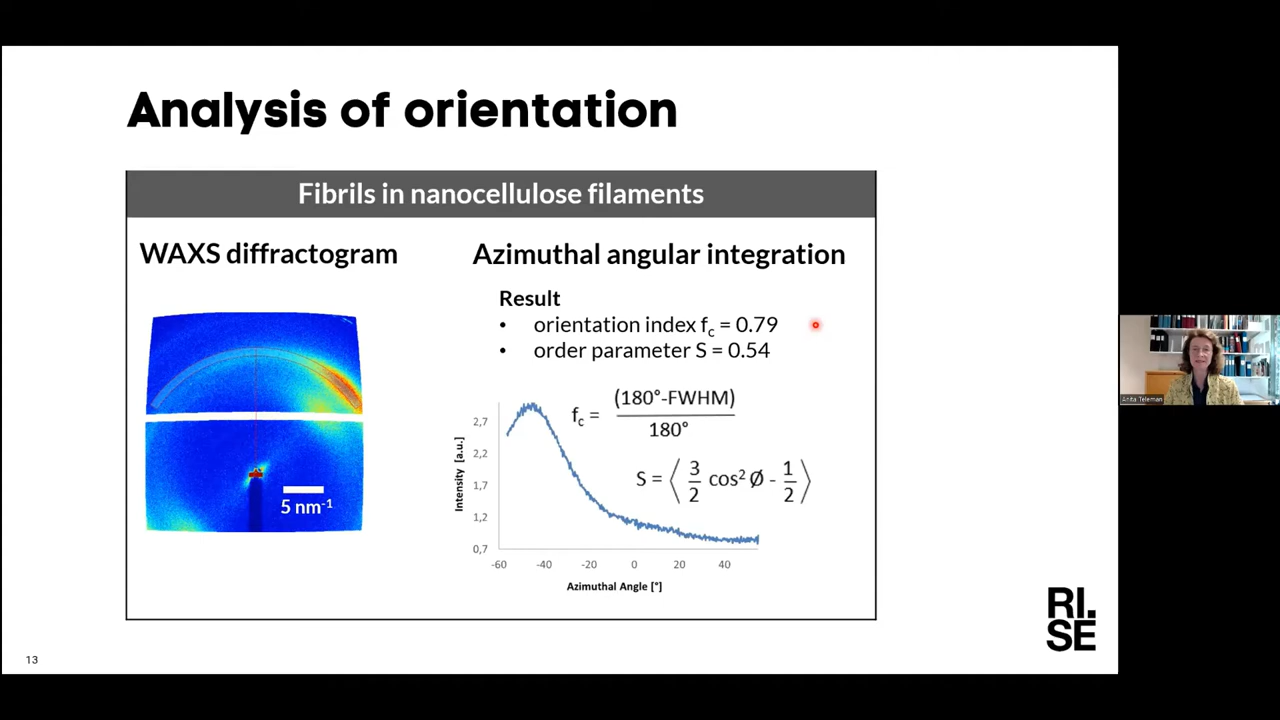 Analysis of orientation
Fibrils in nanocellulose filaments
WAXS diffractogram
5 nm-1
Azimuthal angular integration
Result
• orientation index fc = 0.79
• order parameter S = 0.54
fc = (180°-FWHM) / 180°
S = ⟨ 3/2 cos² Ø - 1/2 ⟩
Intensity [a.u.]
2,7
2,2
1,7
1,2
0,7
-60 -40 -20 0 20 40
Azimuthal Angle [°]
13
RI.
SE
Anita Teleman